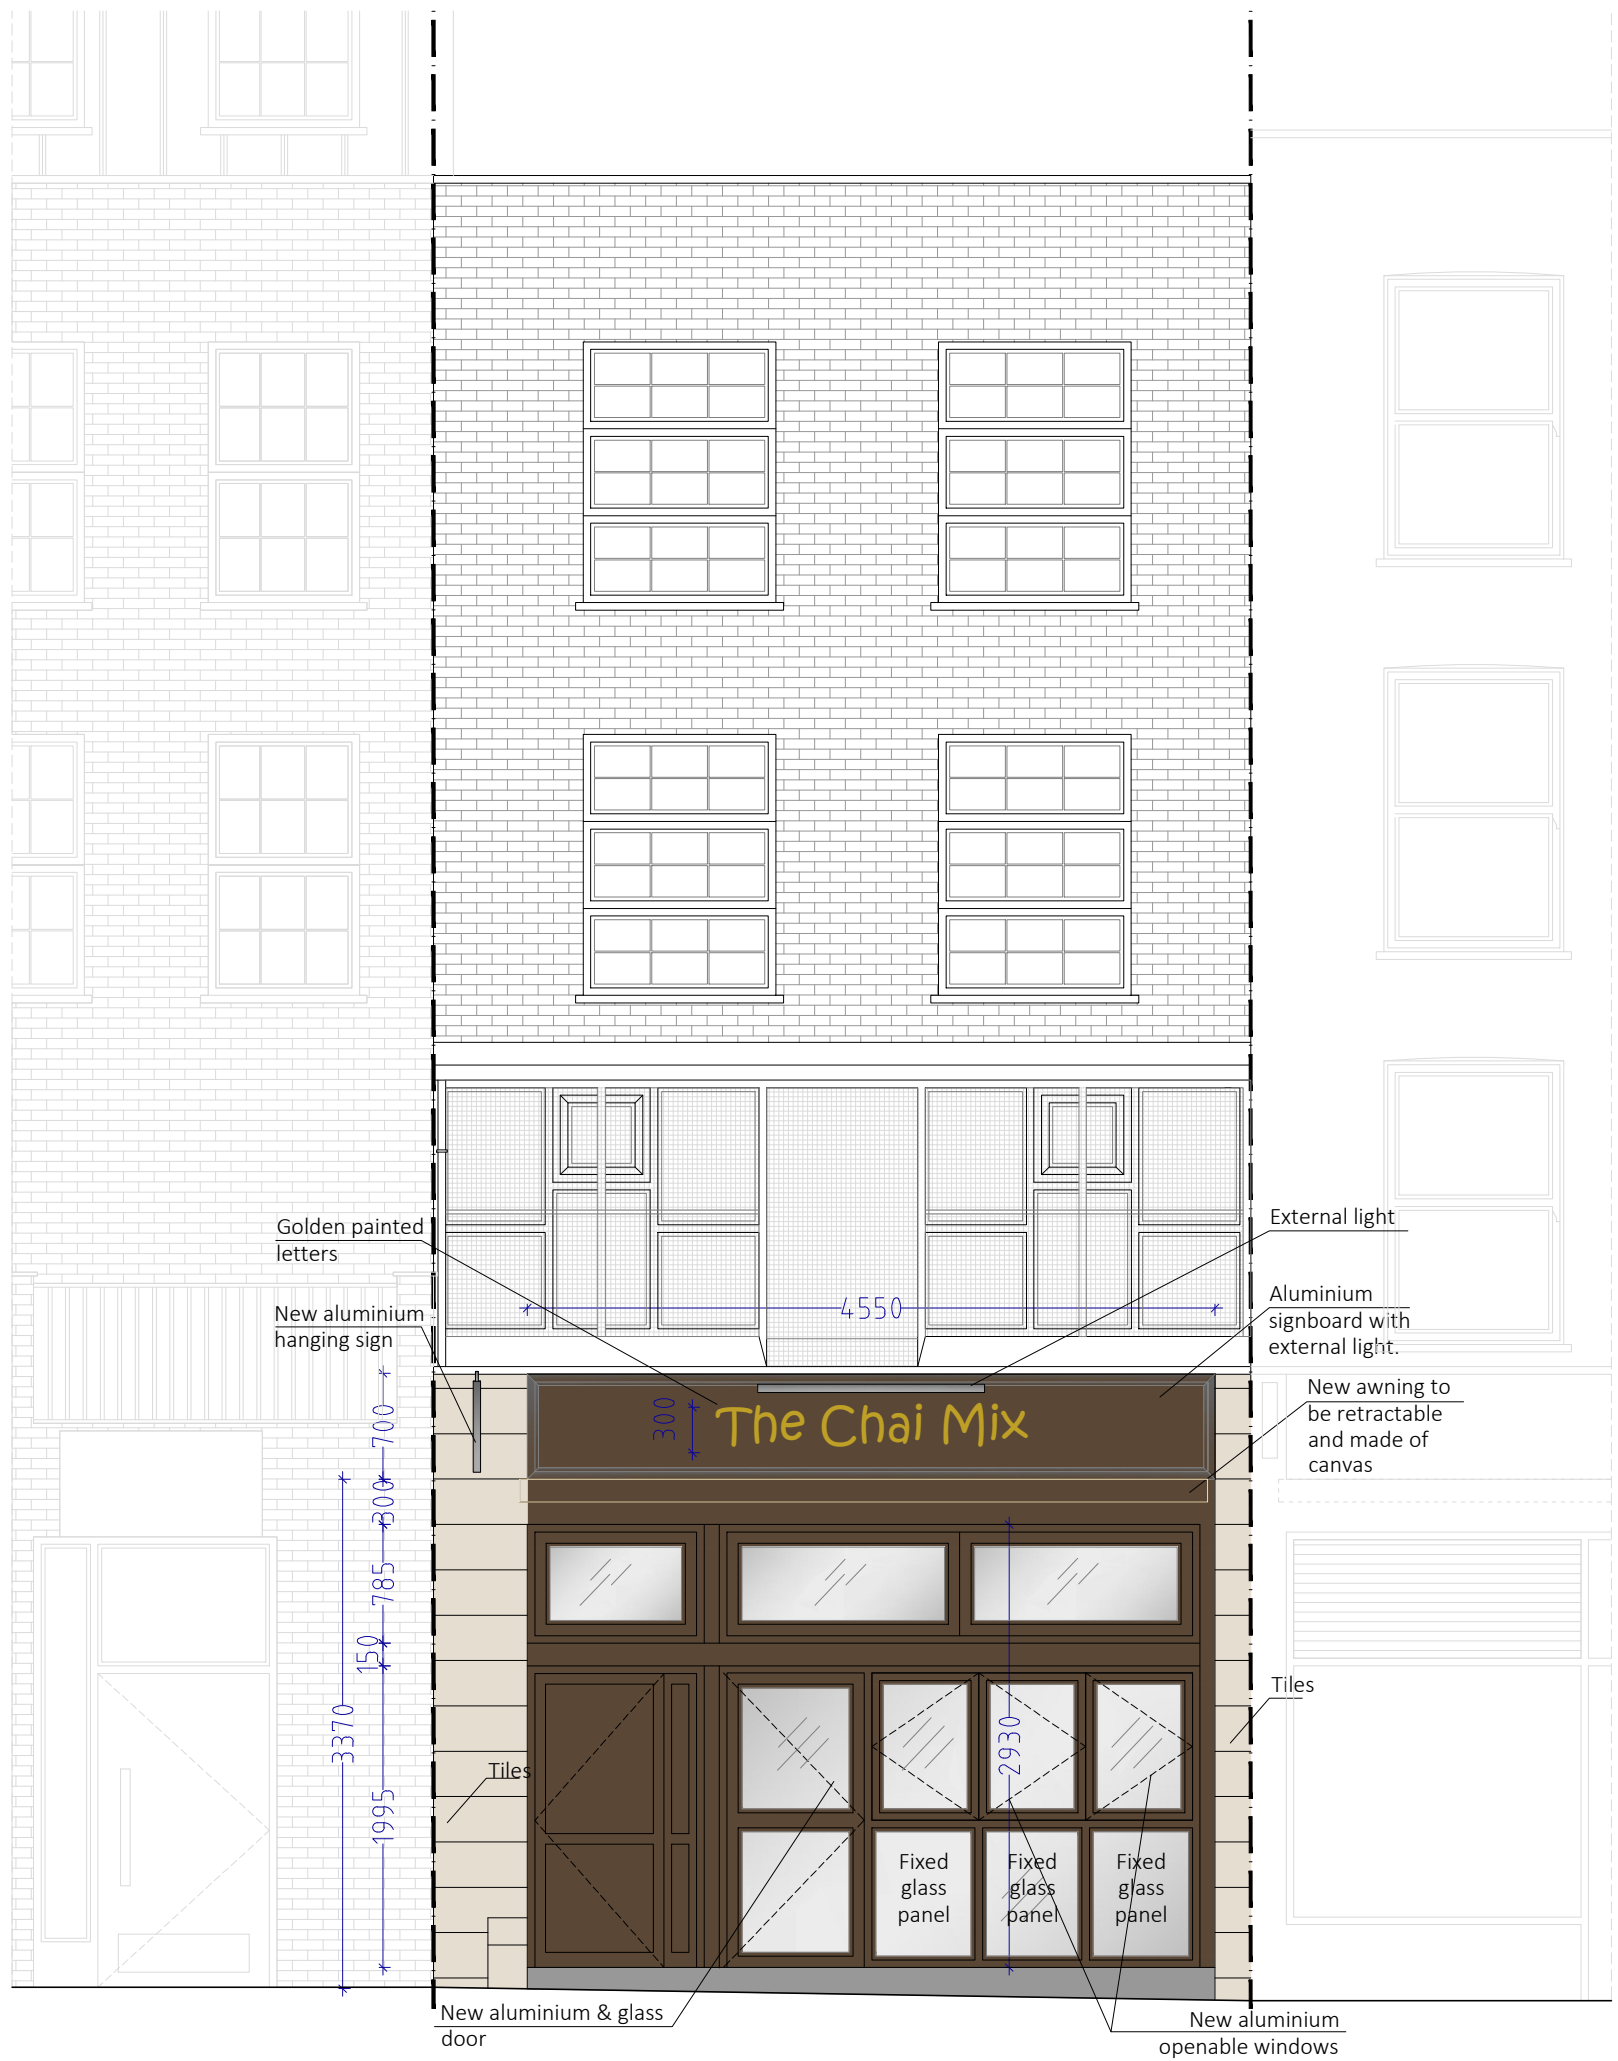 Golden painted
letters
External light
New aluminium
hanging sign
4550
Aluminium
signboard with
external light.
New awning to
be retractable
and made of
canvas
700
300
The Chai Mix
300
785
150
3370
1995
2930
Tiles
Tiles
Fixed
glass
panel
Fixed
glass
panel
Fixed
glass
panel
New aluminium & glass
door
New aluminium
openable windows